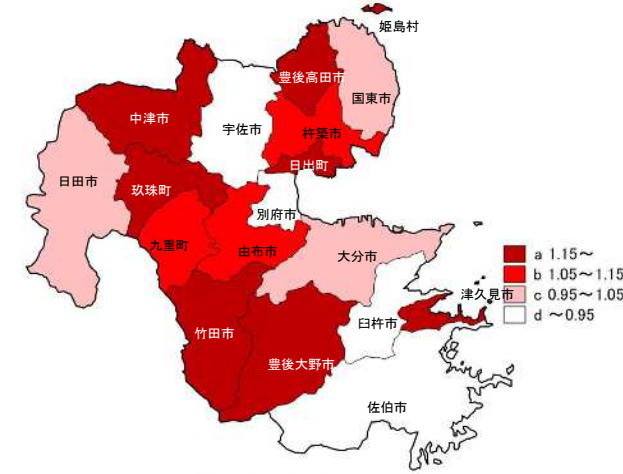 姫島村
豊後高田市
国東市
中津市
宇佐市
杵築市
日出町
日田市
玖珠町
別府市
九重町
由布市
大分市
a 1.15～
b 1.05～1.15
津久見市
c 0.95～1.05
d ～0.95
臼杵市
竹田市
豊後大野市
佐伯市